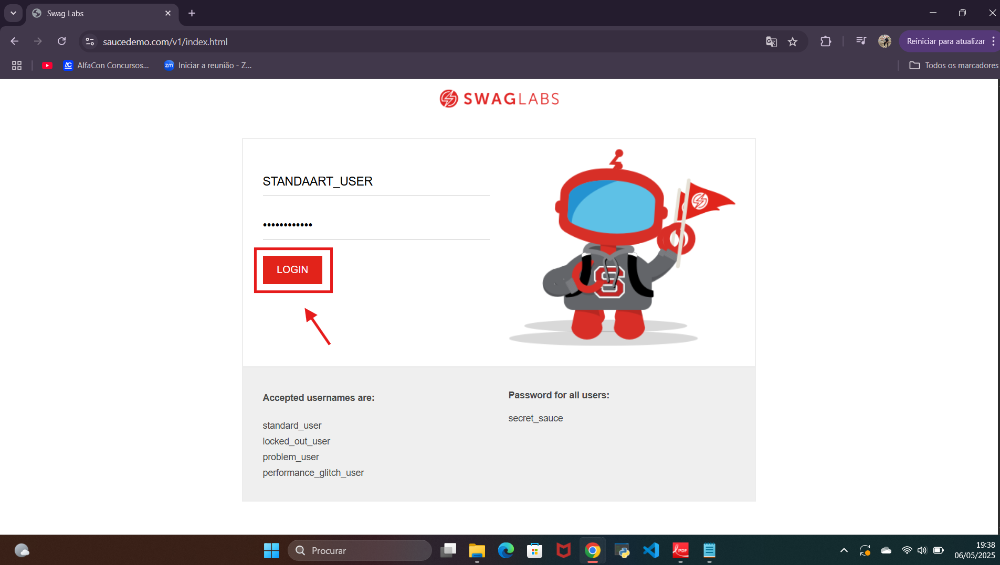 Swag Labs
saucedemo.com/v1/index.html
Reiniciar para atualizar
AlfaCon Concursos...
zm Iniciar a reunião - Z...
Todos os marcadores
SWAGLABS
STANDAART_USER
••••••••••••
LOGIN
S
Accepted usernames are:
standard_user
locked_out_user
problem_user
performance_glitch_user
Password for all users:
secret_sauce
Procurar
PDF
19:38
06/05/2025